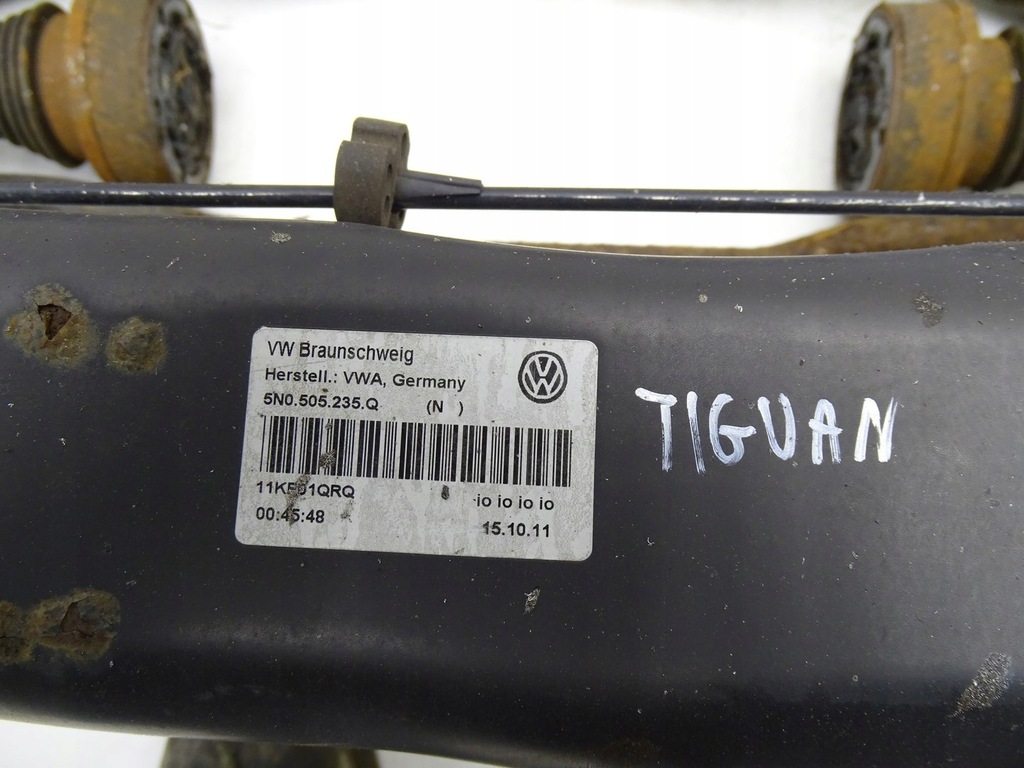 VW Braunschweig
Herstell.: VWA, Germany
5N0.505.235.Q (N )
io io io io
00:45:48
15.10.11
TIGUAN